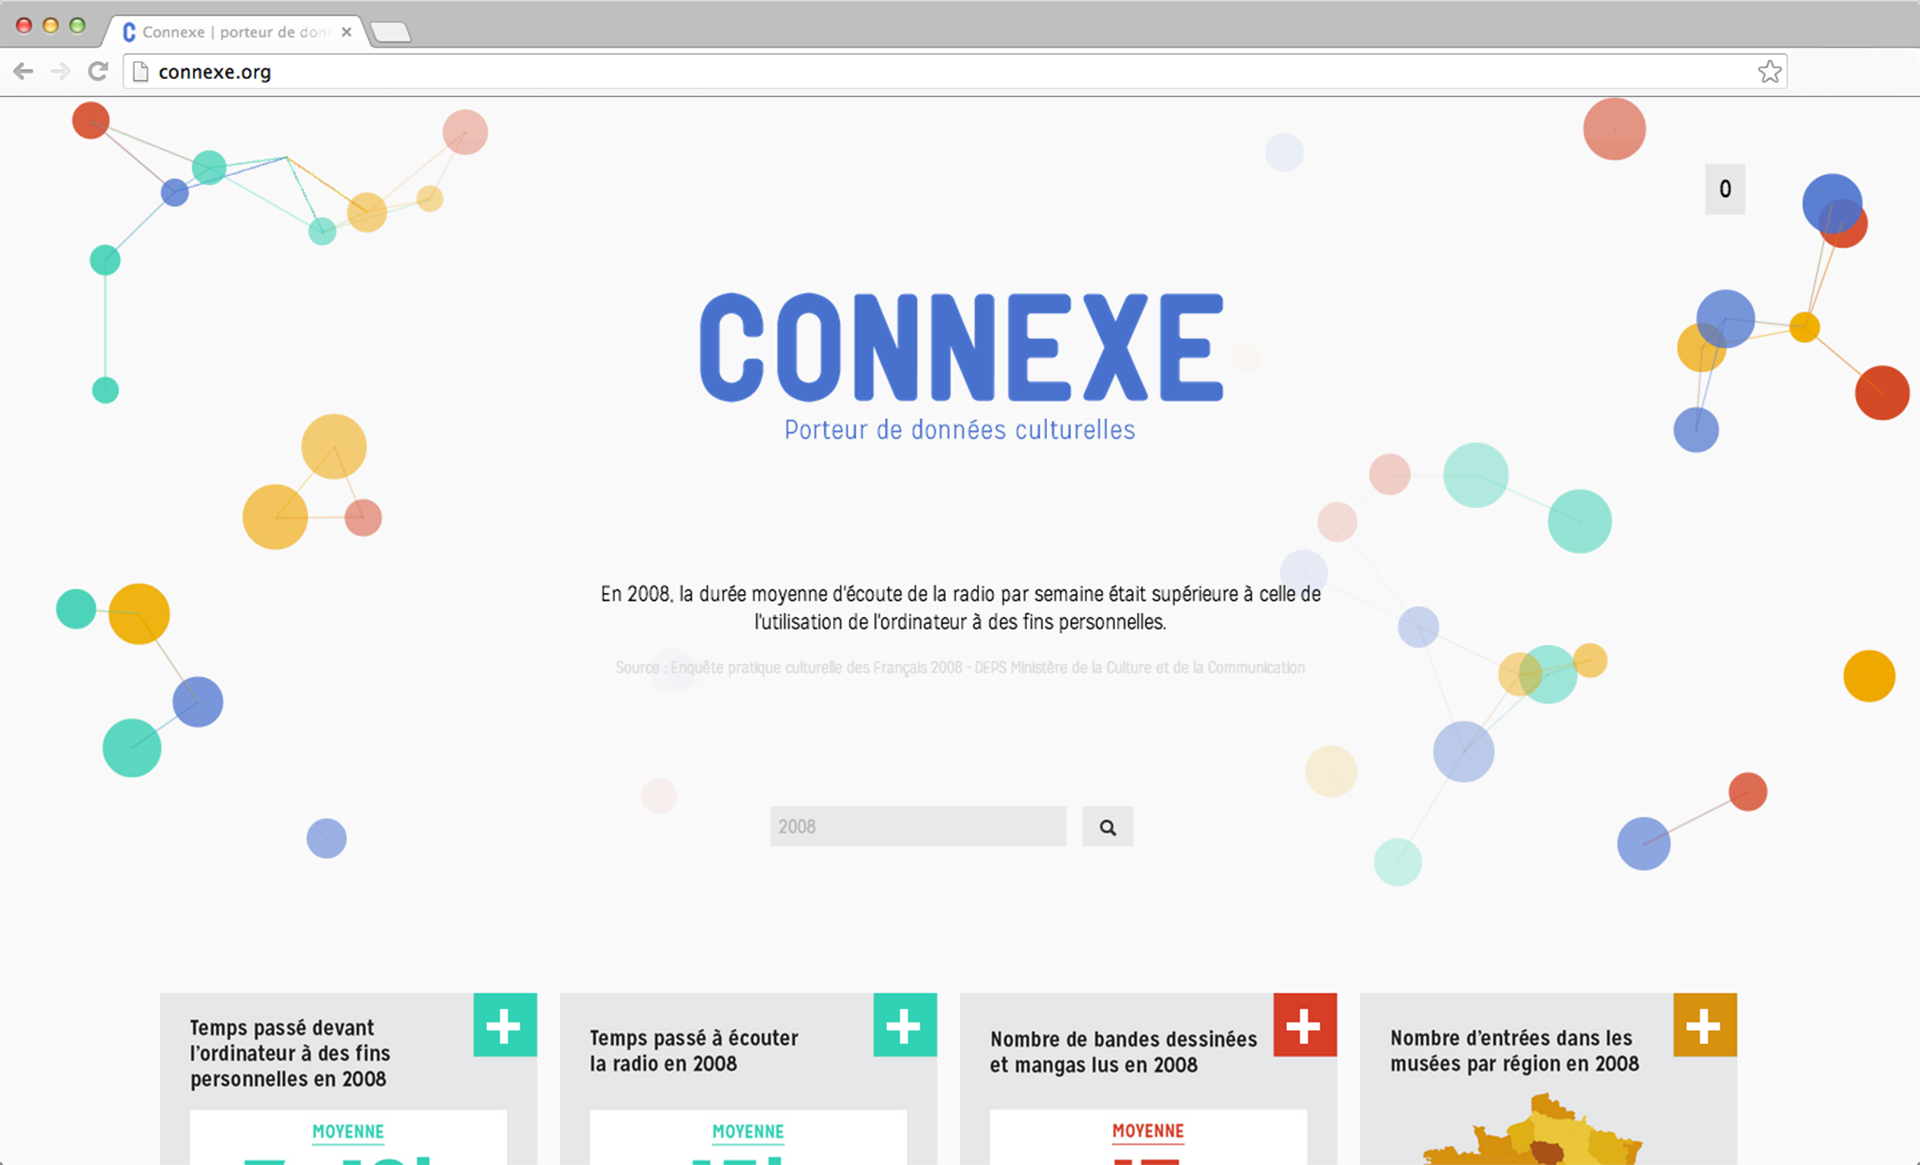 Connexe | porteur de don
connexe.org
0
CONNEXE
Porteur de données culturelles
En 2008, la durée moyenne d'écoute de la radio par semaine était supérieure à celle de
l'utilisation de l'ordinateur à des fins personnelles.
Source : Enquête pratique culturelle des Français 2008 - DEPS Ministère de la Culture et de la Communication
2008
Temps passé devant
l'ordinateur à des fins
personnelles en 2008
MOYENNE
Temps passé à écouter
la radio en 2008
MOYENNE
Nombre de bandes dessinées
et mangas lus en 2008
MOYENNE
Nombre d'entrées dans les
musées par région en 2008